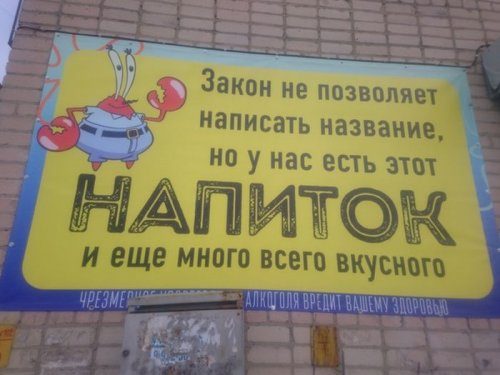 Закон не позволяет
написать название,
но у нас есть этот
НАПИТОК
и еще много всего вкусного
ЧРЕЗМЕРНОЕ АЛКОГОЛЯ ВРЕДИТ ВАШЕМУ ЗДОРОВЬЮ